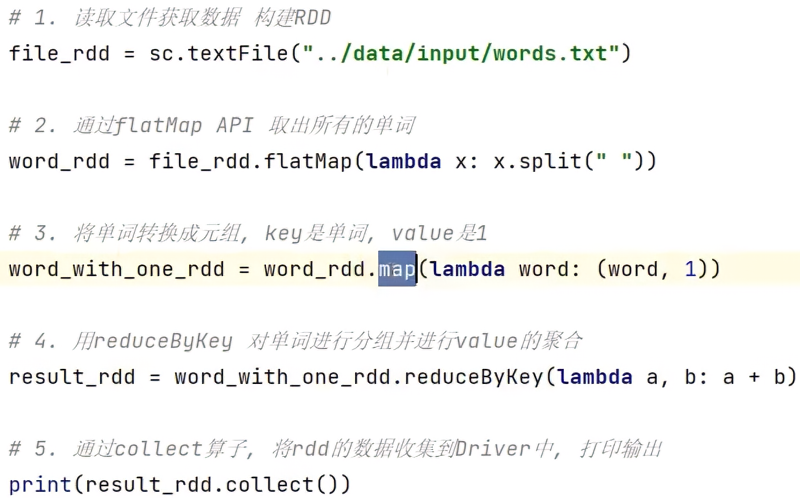 # 1. 读取文件获取数据 构建RDD
file_rdd = sc.textFile("../data/input/words.txt")
# 2. 通过flatMap API 取出所有的单词
word_rdd = file_rdd.flatMap(lambda x: x.split(" "))
# 3. 将单词转换成元组, key是单词, value是1
word_with_one_rdd = word_rdd.map(lambda word: (word, 1))
# 4. 用reduceByKey 对单词进行分组并进行value的聚合
result_rdd = word_with_one_rdd.reduceByKey(lambda a, b: a + b)
# 5. 通过collect算子, 将rdd的数据收集到Driver中, 打印输出
print(result_rdd.collect())